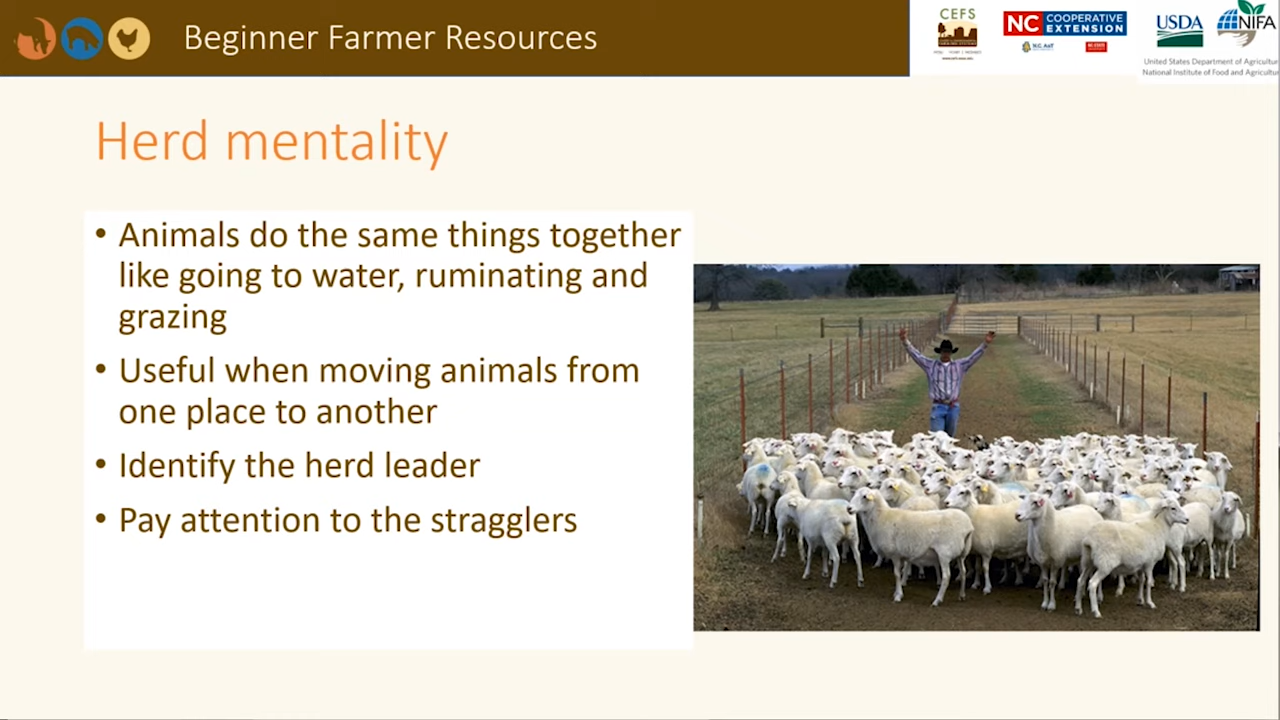 Beginner Farmer Resources
CEFS
NC COOPERATIVE
EXTENSION
USDA
NIFA
United States Department of Agricultur
National Institute of Food and Agricultur
Herd mentality
• Animals do the same things together
like going to water, ruminating and
grazing
• Useful when moving animals from
one place to another
• Identify the herd leader
• Pay attention to the stragglers